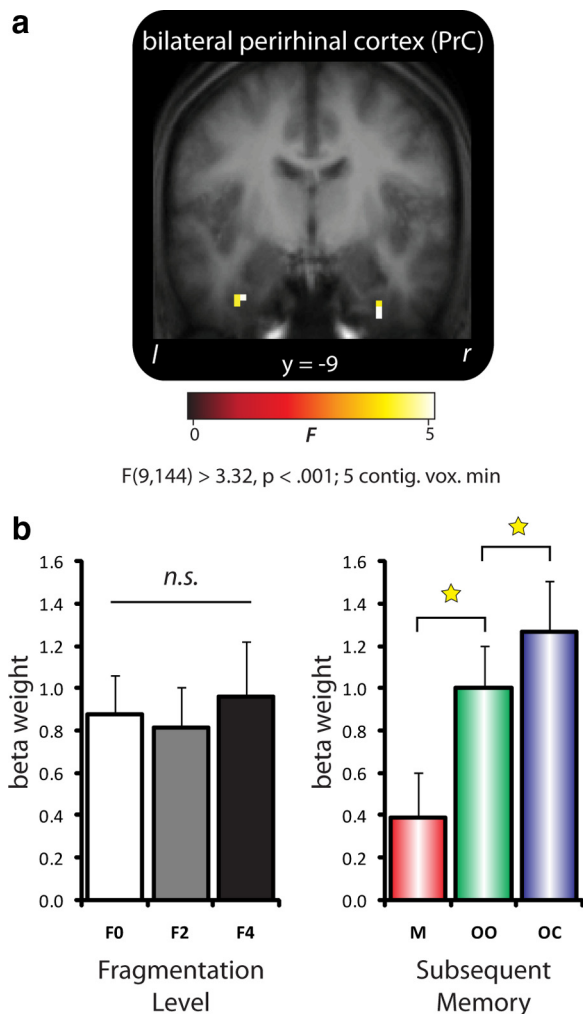 a
bilateral perirhinal cortex (PrC)
l
r
y = -9
0
F
5
F(9,144) > 3.32, p < .001; 5 contig. vox. min
b
n.s.
beta weight
1.6
1.4
1.2
1.0
0.8
0.6
0.4
0.2
0.0
F0 F2 F4
Fragmentation
Level
beta weight
1.6
1.4
1.2
1.0
0.8
0.6
0.4
0.2
0.0
M OO OC
Subsequent
Memory